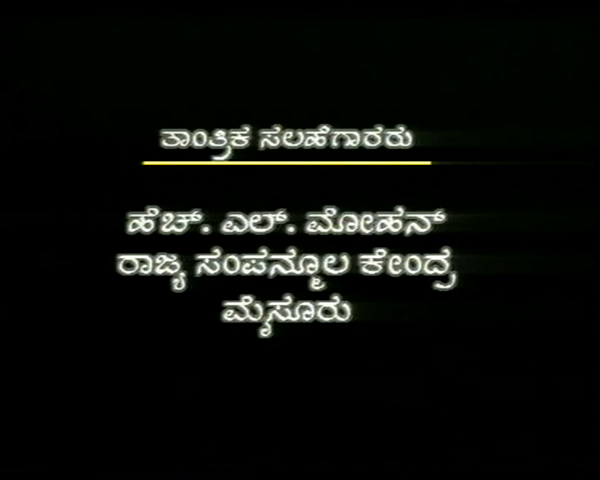 ತಾಂತ್ರಿಕ ಸಲಹೆಗಾರರು
ಹೆಚ್. ಎಲ್. ಮೋಹನ್
ರಾಜ್ಯ ಸಂಪನ್ಮೂಲ ಕೇಂದ್ರ
ಮೈಸೂರು